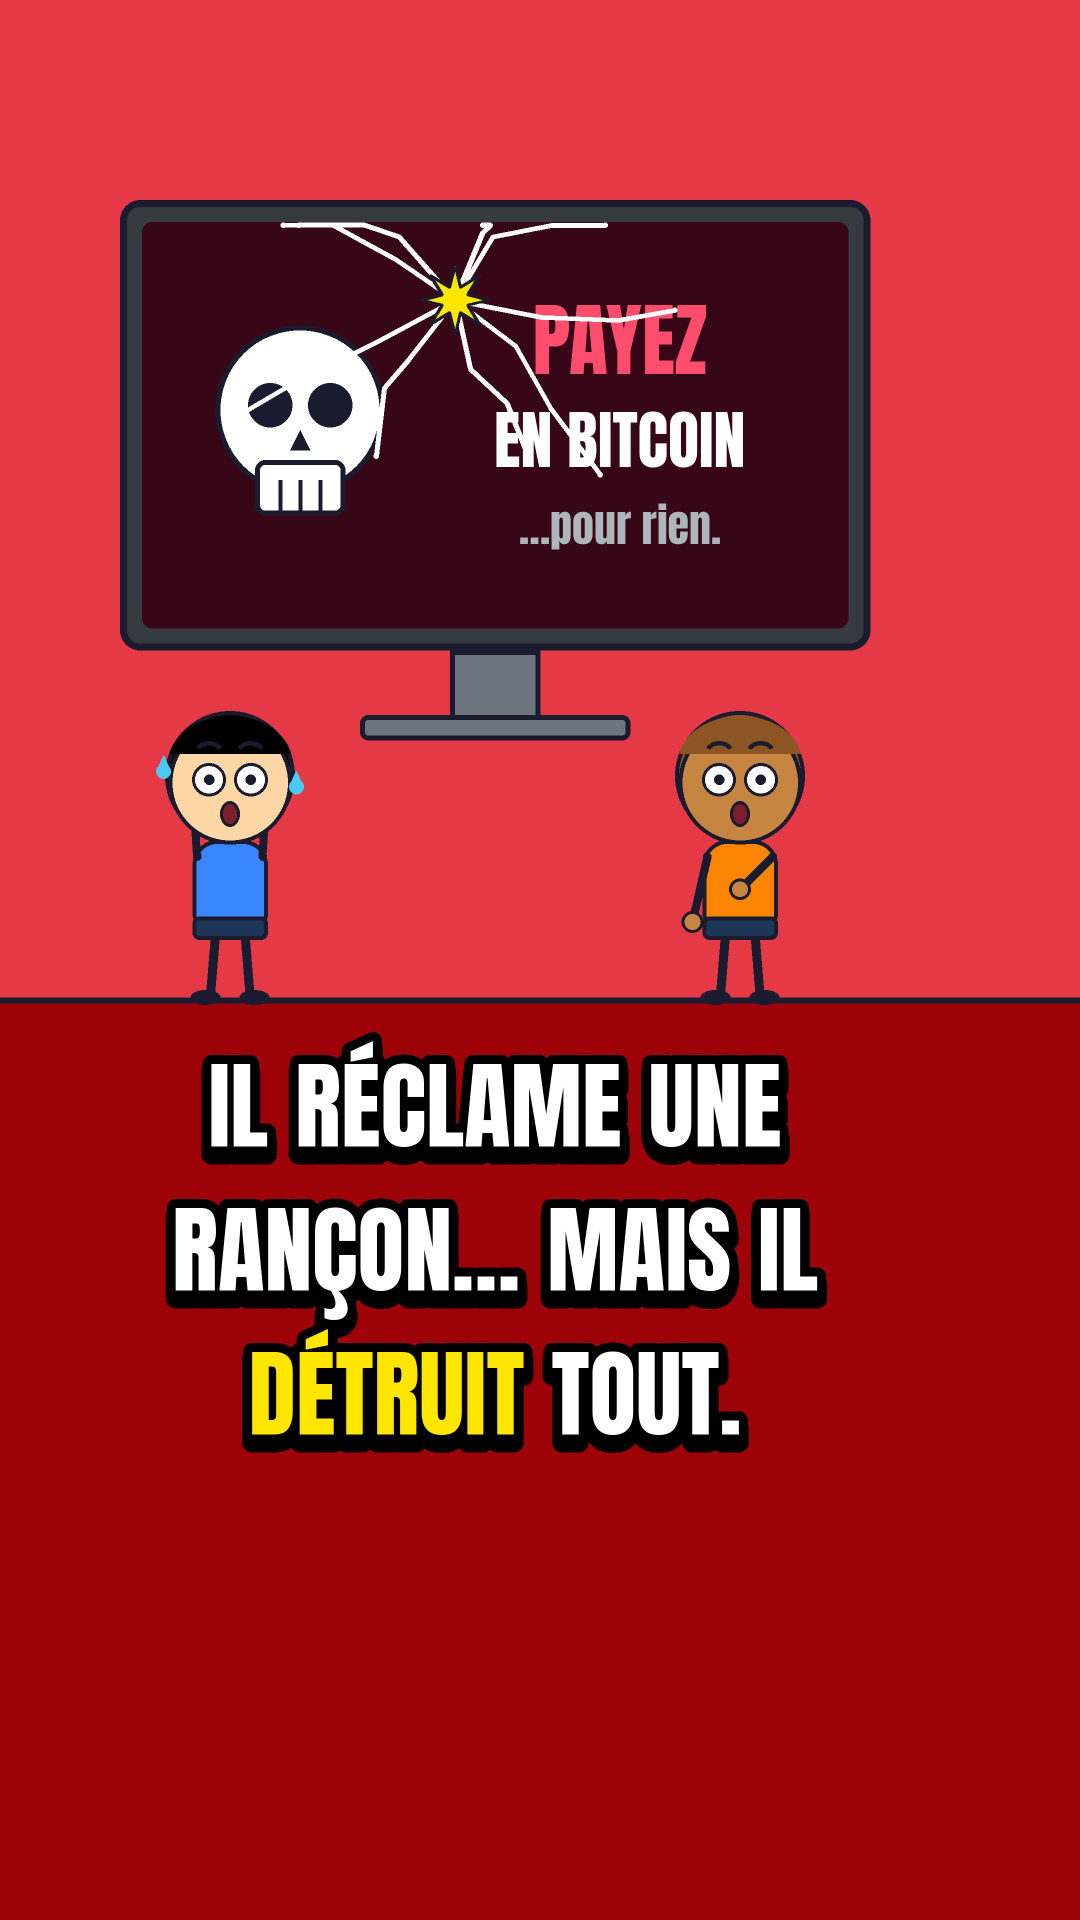 PAYEZ
EN BITCOIN
...pour rien.
IL RÉCLAME UNE
RANÇON... MAIS IL
DÉTRUIT TOUT.